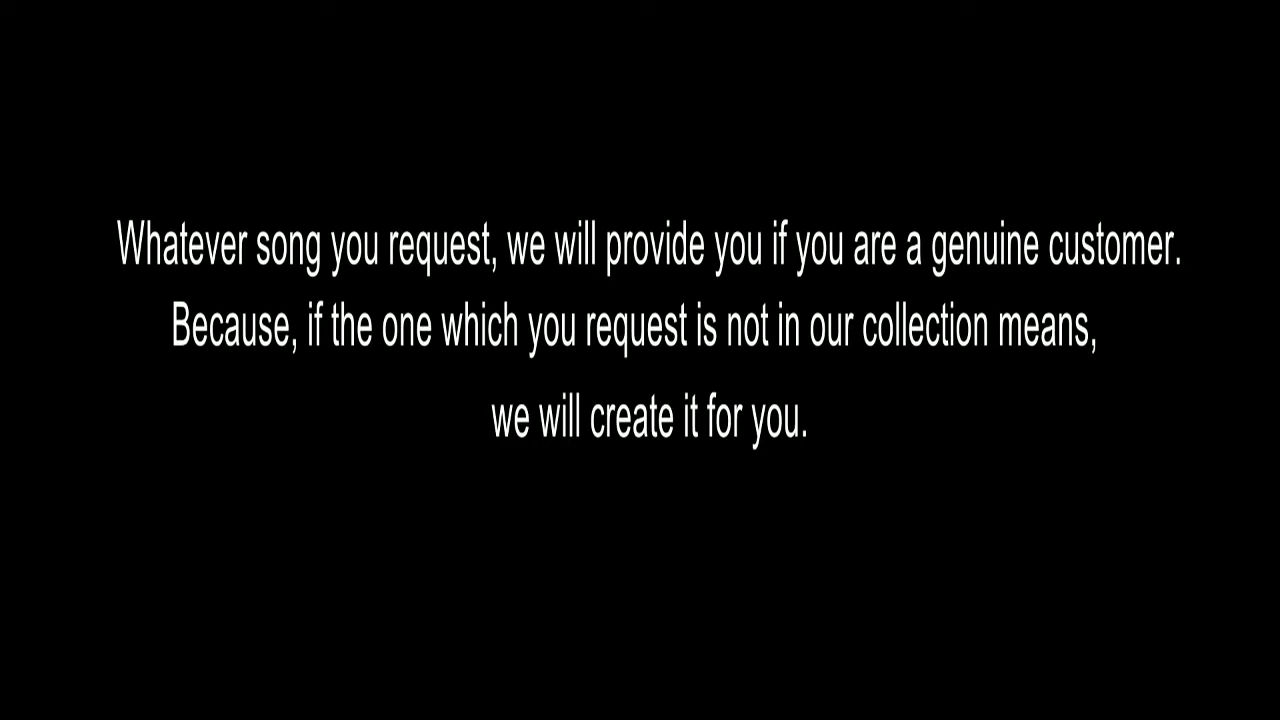 Whatever song you request, we will provide you if you are a genuine customer.
Because, if the one which you request is not in our collection means,
we will create it for you.